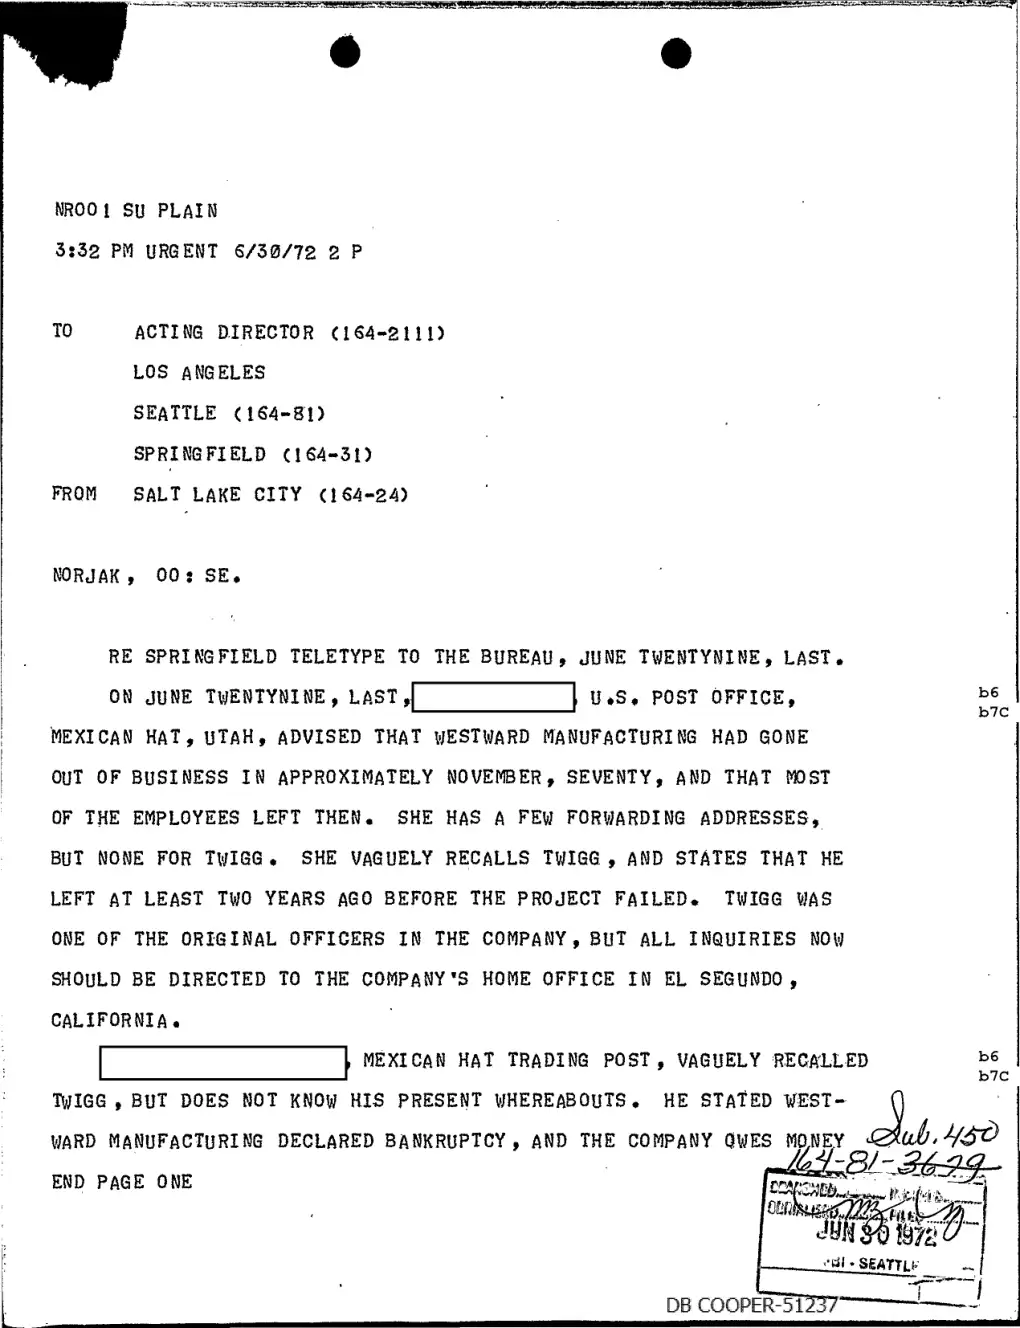 NR001 SU PLAIN
3:32 PM URGENT 6/30/72 2 P
TO ACTING DIRECTOR (164-2111)
LOS ANGELES
SEATTLE (164-81)
SPRINGFIELD (164-31)
FROM SALT LAKE CITY (164-24)
NORJAK, OO: SE.
RE SPRINGFIELD TELETYPE TO THE BUREAU, JUNE TWENTYNINE, LAST.
ON JUNE TWENTYNINE, LAST, U.S. POST OFFICE, b6
b7C
MEXICAN HAT, UTAH, ADVISED THAT WESTWARD MANUFACTURING HAD GONE
OUT OF BUSINESS IN APPROXIMATELY NOVEMBER, SEVENTY, AND THAT MOST
OF THE EMPLOYEES LEFT THEN. SHE HAS A FEW FORWARDING ADDRESSES,
BUT NONE FOR TWIGG. SHE VAGUELY RECALLS TWIGG, AND STATES THAT HE
LEFT AT LEAST TWO YEARS AGO BEFORE THE PROJECT FAILED. TWIGG WAS
ONE OF THE ORIGINAL OFFICERS IN THE COMPANY, BUT ALL INQUIRIES NOW
SHOULD BE DIRECTED TO THE COMPANY'S HOME OFFICE IN EL SEGUNDO,
CALIFORNIA.
, MEXICAN HAT TRADING POST, VAGUELY RECALLED b6
b7C
TWIGG, BUT DOES NOT KNOW HIS PRESENT WHEREABOUTS. HE STATED WEST-
WARD MANUFACTURING DECLARED BANKRUPTCY, AND THE COMPANY OWES MONEY
Sub. 450
164-81-3679
END PAGE ONE
JUN 30 1972
FBI - SEATTLE
DB COOPER-51237